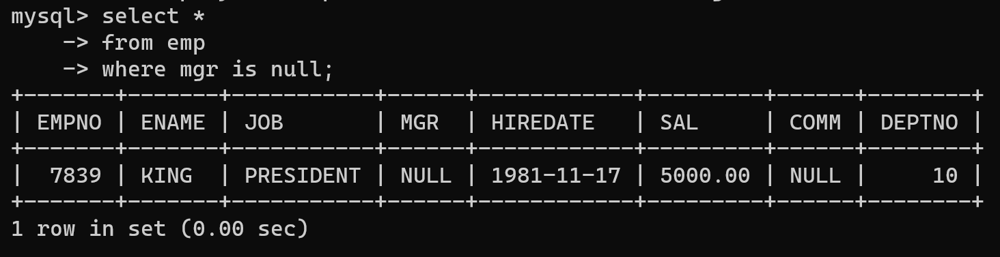 mysql> select *
    -> from emp
    -> where mgr is null;
+-------+-------+-----------+------+------------+---------+------+--------+
| EMPNO | ENAME | JOB       | MGR  | HIREDATE   | SAL     | COMM | DEPTNO |
+-------+-------+-----------+------+------------+---------+------+--------+
|  7839 | KING  | PRESIDENT | NULL | 1981-11-17 | 5000.00 | NULL |     10 |
+-------+-------+-----------+------+------------+---------+------+--------+
1 row in set (0.00 sec)